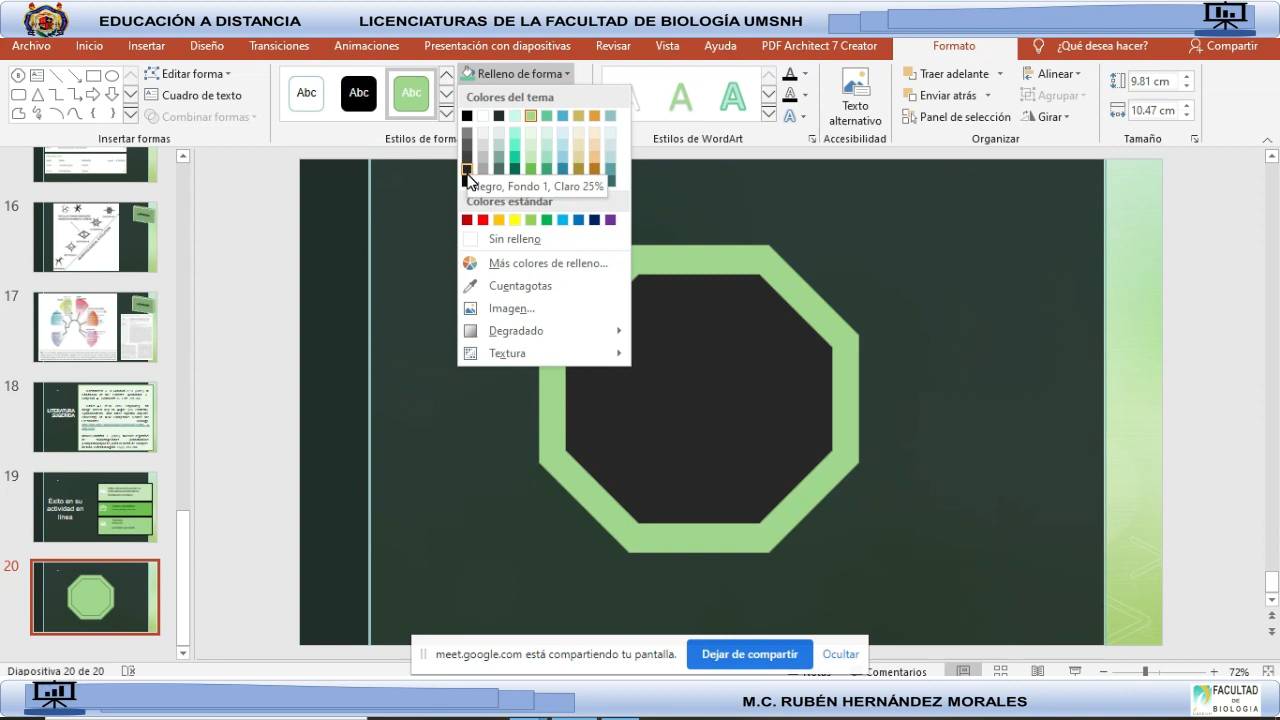 EDUCACIÓN A DISTANCIA
LICENCIATURAS DE LA FACULTAD DE BIOLOGÍA UMSNH
Archivo
Inicio
Insertar
Diseño
Transiciones
Animaciones
Presentación con diapositivas
Revisar
Vista
Ayuda
PDF Architect 7 Creator
Formato
¿Qué desea hacer?
Compartir
Editar forma
Cuadro de texto
Combinar formas
Insertar formas
Abc
Abc
Abc
Estilos de
Relleno de forma
A
A
Estilos de WordArt
A
A
A
Texto
alternativo
Accesibilidad
Traer adelante
Enviar atrás
Panel de selección
Organizar
Alinear
Girar
9.81 cm
10.47 cm
Tamaño
Colores del tema
Negro, Fondo 1, Claro 25%
Colores estándar
Sin relleno
Más colores de relleno...
Cuentagotas
Imagen...
Degradado
Textura
16
17
18
LITERATURA
SUGERIDA
19
Éxito en su
actividad en
línea
20
meet.google.com está compartiendo tu pantalla.
Dejar de compartir
Ocultar
Diapositiva 20 de 20
Notas
Comentarios
72%
M.C. RUBÉN HERNÁNDEZ MORALES
FACULTAD
DE
BIOLOGIA